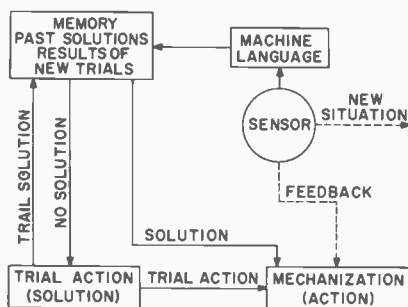 MEMORY
PAST SOLUTIONS
RESULTS OF
NEW TRIALS
MACHINE
LANGUAGE
NEW
SITUATION
SENSOR
FEEDBACK
TRAIL SOLUTION
NO SOLUTION
SOLUTION
TRIAL ACTION
(SOLUTION)
TRIAL ACTION
MECHANIZATION
(ACTION)